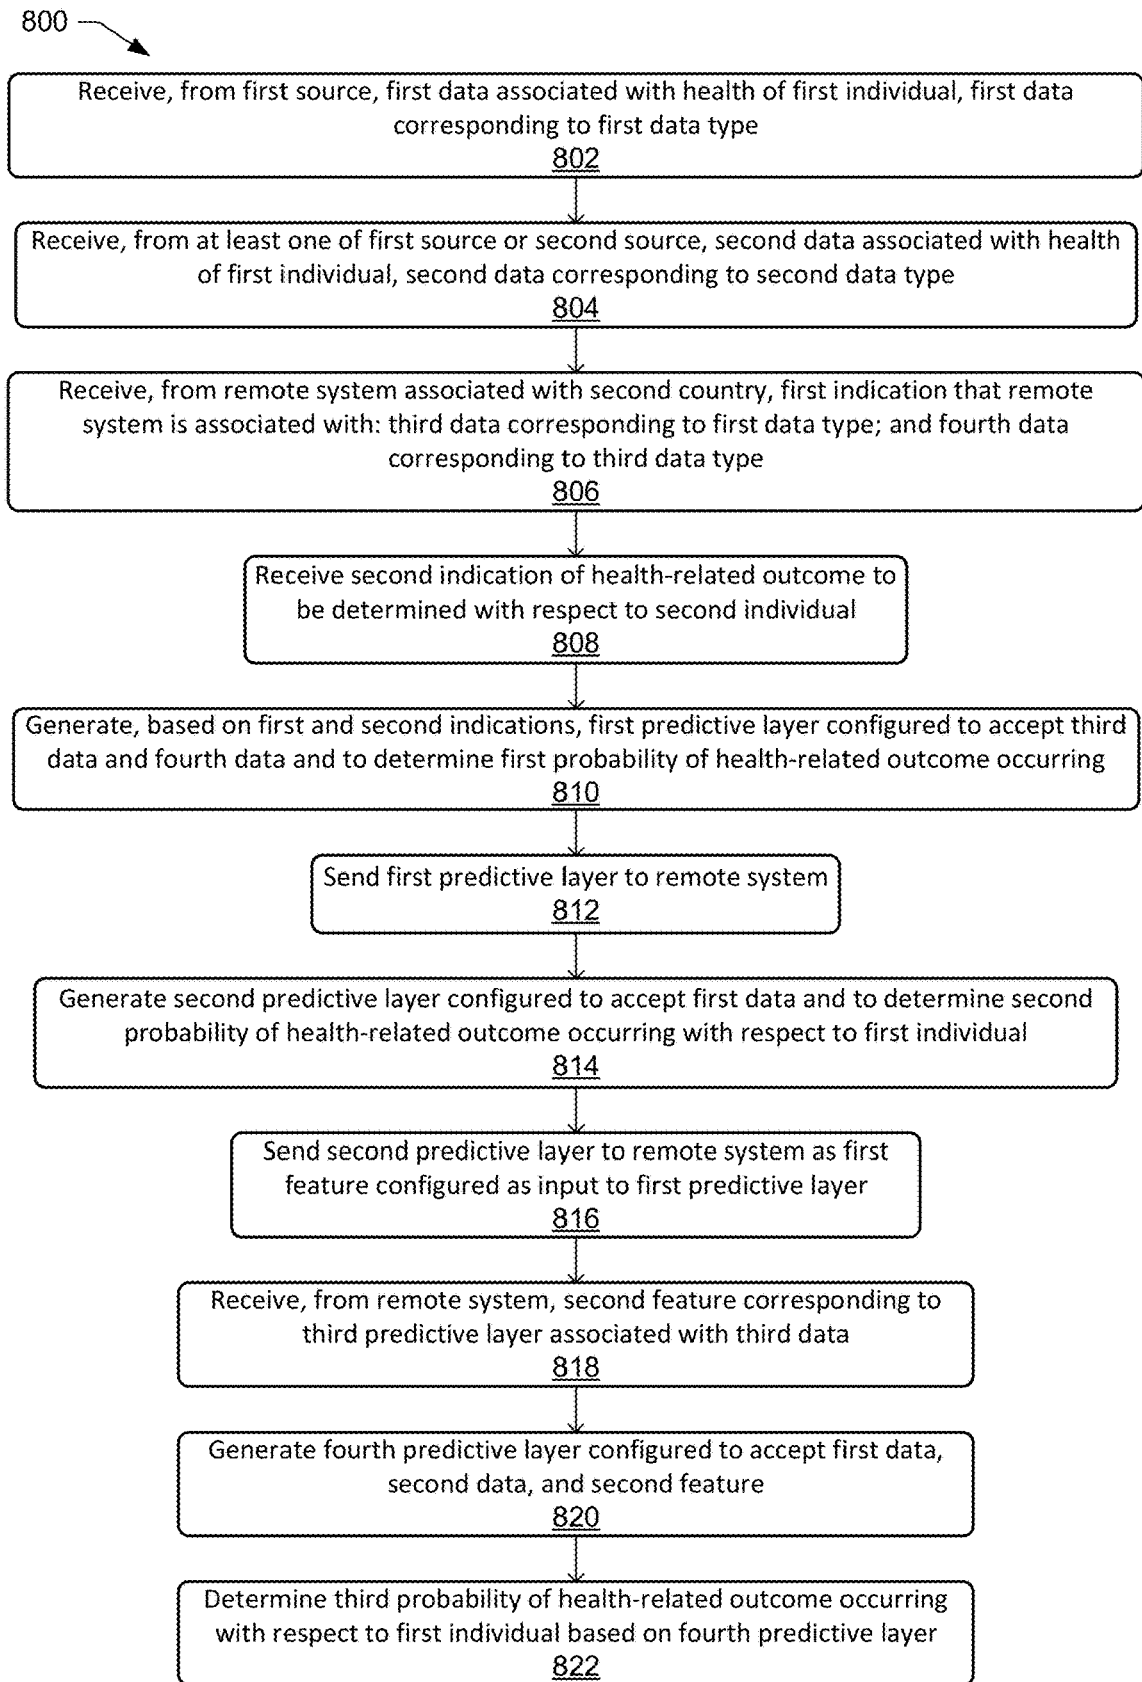 800
Receive, from first source, first data associated with health of first individual, first data
corresponding to first data type
802
Receive, from at least one of first source or second source, second data associated with health
of first individual, second data corresponding to second data type
804
Receive, from remote system associated with second country, first indication that remote
system is associated with: third data corresponding to first data type; and fourth data
corresponding to third data type
806
Receive second indication of health-related outcome to
be determined with respect to second individual
808
Generate, based on first and second indications, first predictive layer configured to accept third
data and fourth data and to determine first probability of health-related outcome occurring
810
Send first predictive layer to remote system
812
Generate second predictive layer configured to accept first data and to determine second
probability of health-related outcome occurring with respect to first individual
814
Send second predictive layer to remote system as first
feature configured as input to first predictive layer
816
Receive, from remote system, second feature corresponding to
third predictive layer associated with third data
818
Generate fourth predictive layer configured to accept first data,
second data, and second feature
820
Determine third probability of health-related outcome occurring
with respect to first individual based on fourth predictive layer
822